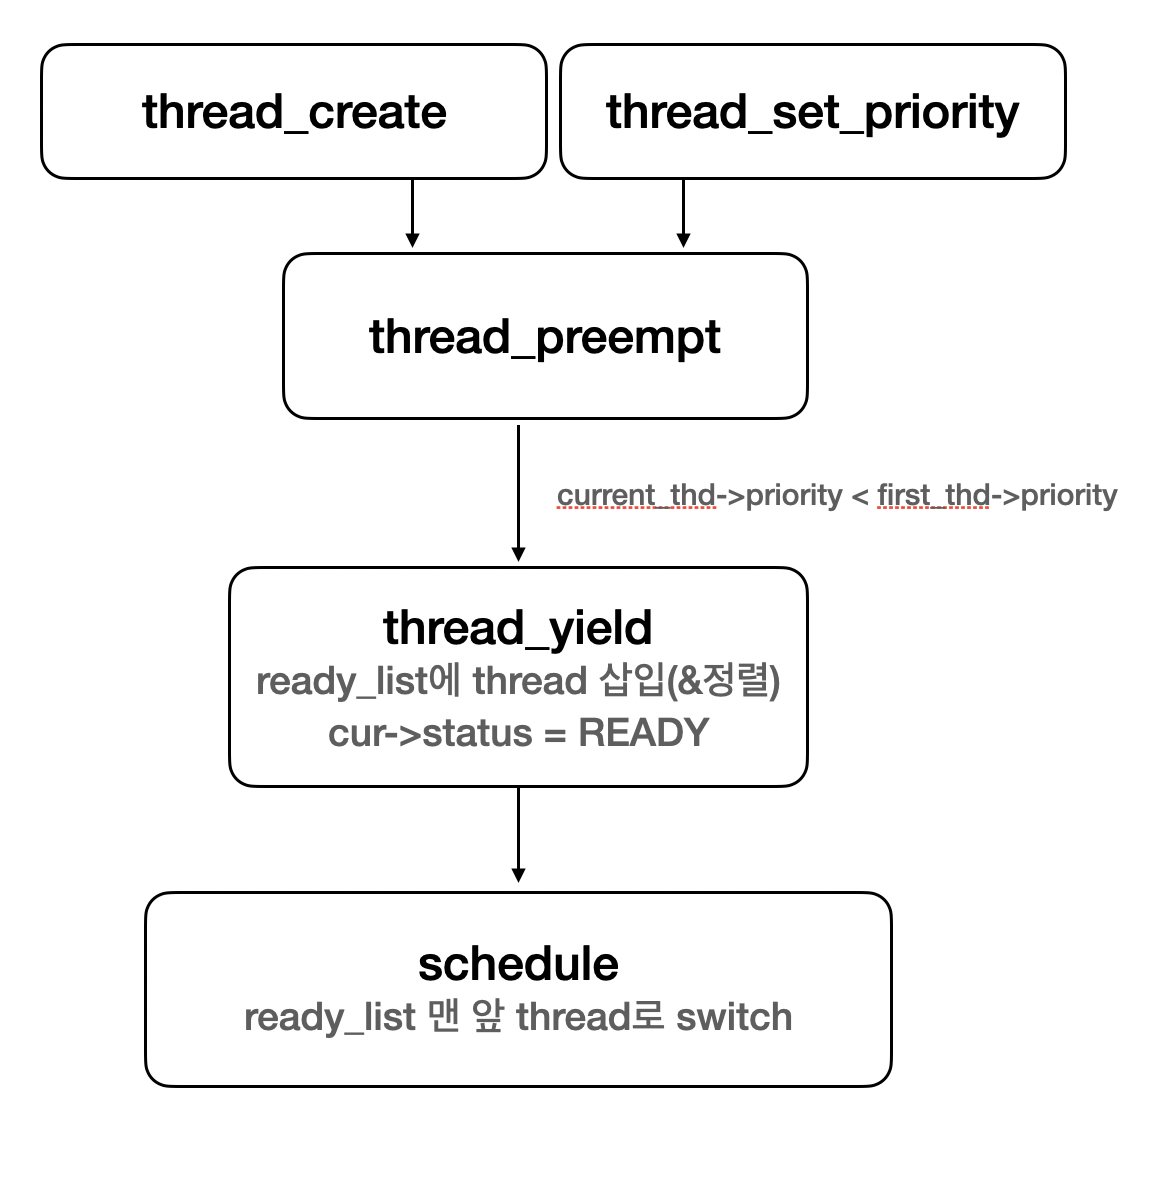 thread_create
thread_set_priority
thread_preempt
current_thd->priority < first_thd->priority
thread_yield
ready_list에 thread 삽입(&정렬)
cur->status = READY
schedule
ready_list 맨 앞 thread로 switch